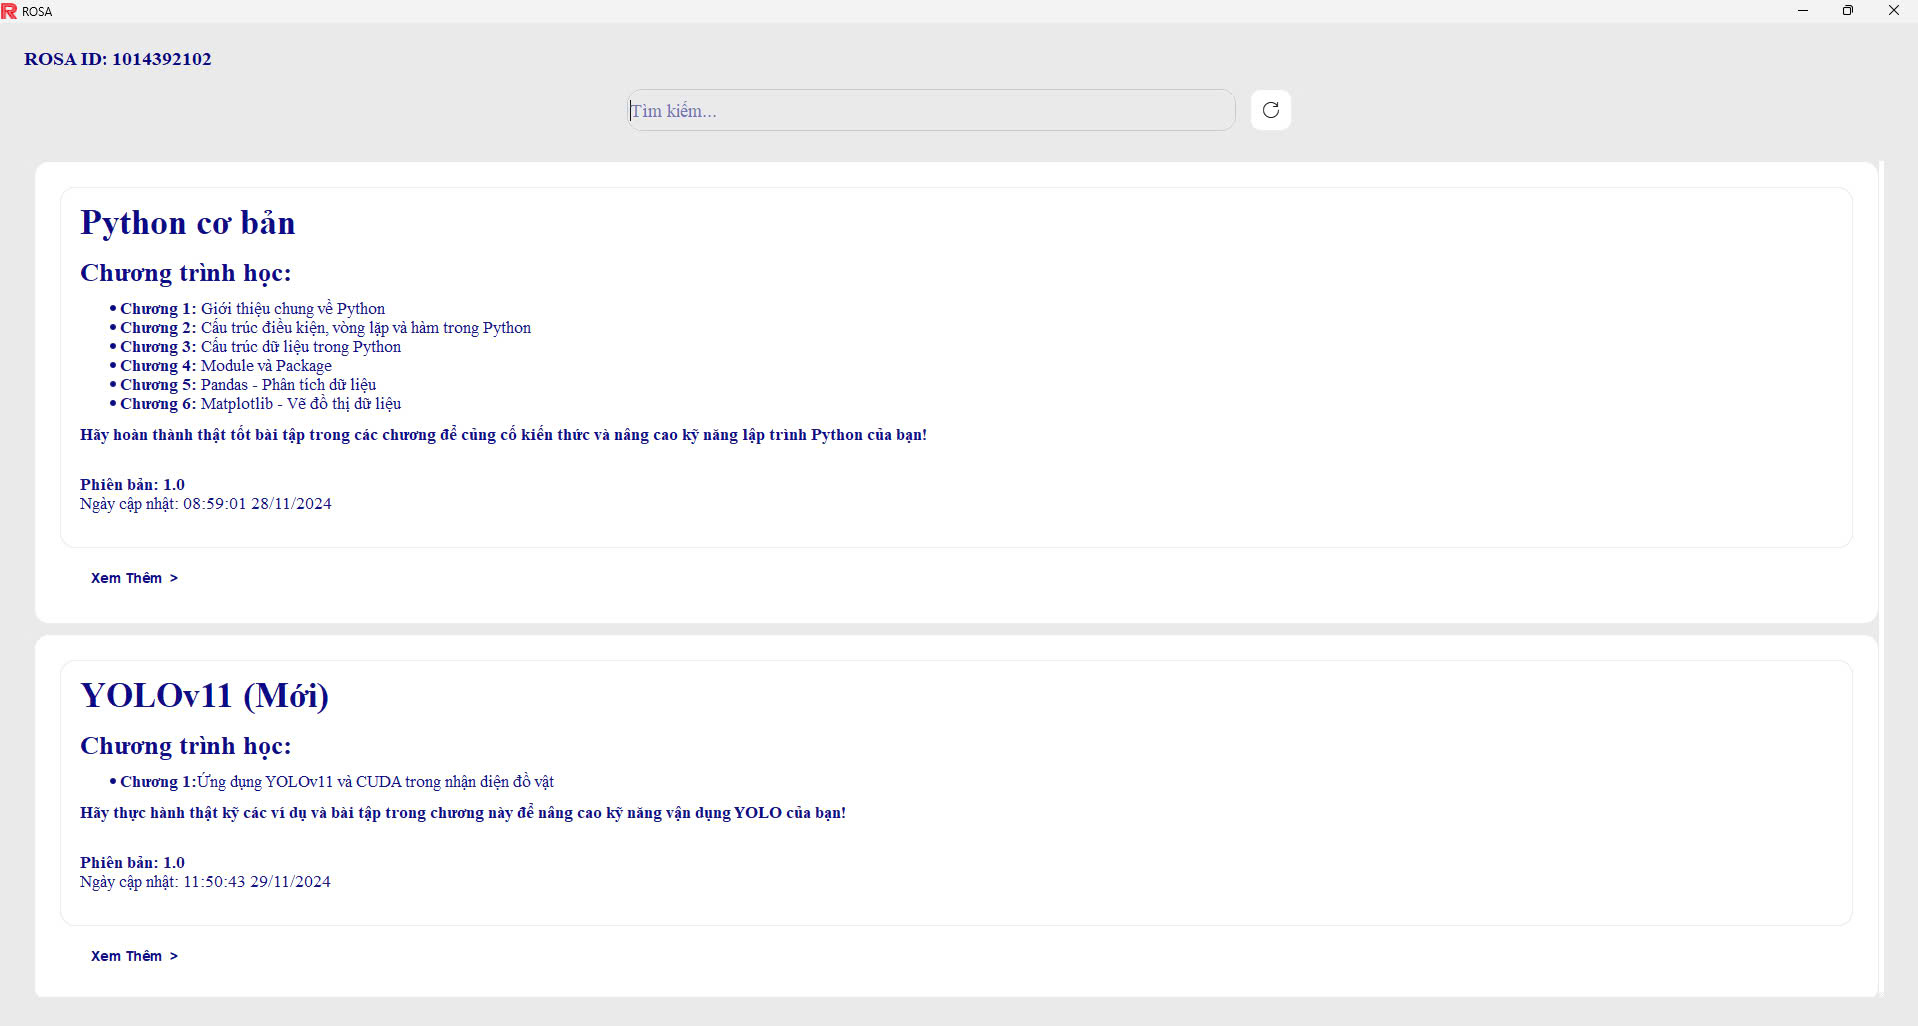 ROSA
ROSA ID: 1014392102
Tìm kiếm...
Python cơ bản
Chương trình học:
• Chương 1: Giới thiệu chung về Python
• Chương 2: Cấu trúc điều kiện, vòng lặp và hàm trong Python
• Chương 3: Cấu trúc dữ liệu trong Python
• Chương 4: Module và Package
• Chương 5: Pandas - Phân tích dữ liệu
• Chương 6: Matplotlib - Vẽ đồ thị dữ liệu
Hãy hoàn thành thật tốt bài tập trong các chương để củng cố kiến thức và nâng cao kỹ năng lập trình Python của bạn!
Phiên bản: 1.0
Ngày cập nhật: 08:59:01 28/11/2024
Xem Thêm >
YOLOv11 (Mới)
Chương trình học:
• Chương 1:Ứng dụng YOLOv11 và CUDA trong nhận diện đồ vật
Hãy thực hành thật kỹ các ví dụ và bài tập trong chương này để nâng cao kỹ năng vận dụng YOLO của bạn!
Phiên bản: 1.0
Ngày cập nhật: 11:50:43 29/11/2024
Xem Thêm >